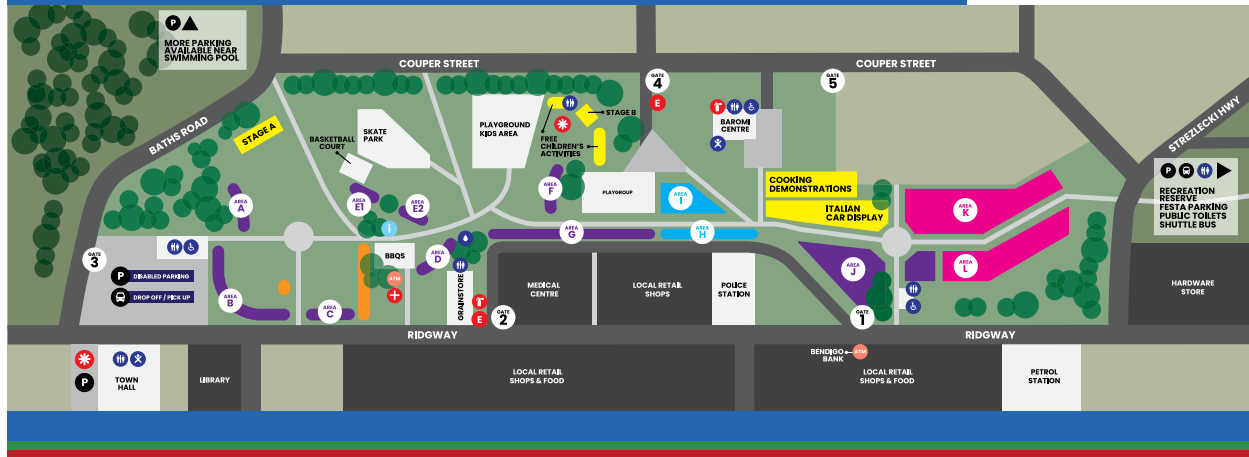 P
MORE PARKING
AVAILABLE NEAR
SWIMMING POOL
COUPER STREET
COUPER STREET
GATE
4
E
GATE
5
BATHS ROAD
STREZLECKI HWY
STAGE A
BASKETBALL
COURT
SKATE
PARK
PLAYGROUND
KIDS AREA
STAGE B
FREE
CHILDREN'S
ACTIVITIES
BAROMI
CENTRE
P
RECREATION
RESERVE
FESTA PARKING
PUBLIC TOILETS
SHUTTLE BUS
COOKING
DEMONSTRATIONS
ITALIAN
CAR DISPLAY
PLAYGROUP
AREA
A
AREA
E1
AREA
E2
AREA
F
AREA
I
AREA
K
AREA
G
AREA
H
i
GATE
3
P
DISABLED PARKING
DROP OFF / PICK UP
AREA
B
AREA
C
BBQS
ATM
AREA
D
GRAINSTORE
E
GATE
2
MEDICAL
CENTRE
LOCAL RETAIL
SHOPS
POLICE
STATION
AREA
J
AREA
L
GATE
1
HARDWARE
STORE
RIDGWAY
RIDGWAY
P
TOWN
HALL
LIBRARY
LOCAL RETAIL
SHOPS & FOOD
BENDIGO
BANK
ATM
LOCAL RETAIL
SHOPS & FOOD
PETROL
STATION